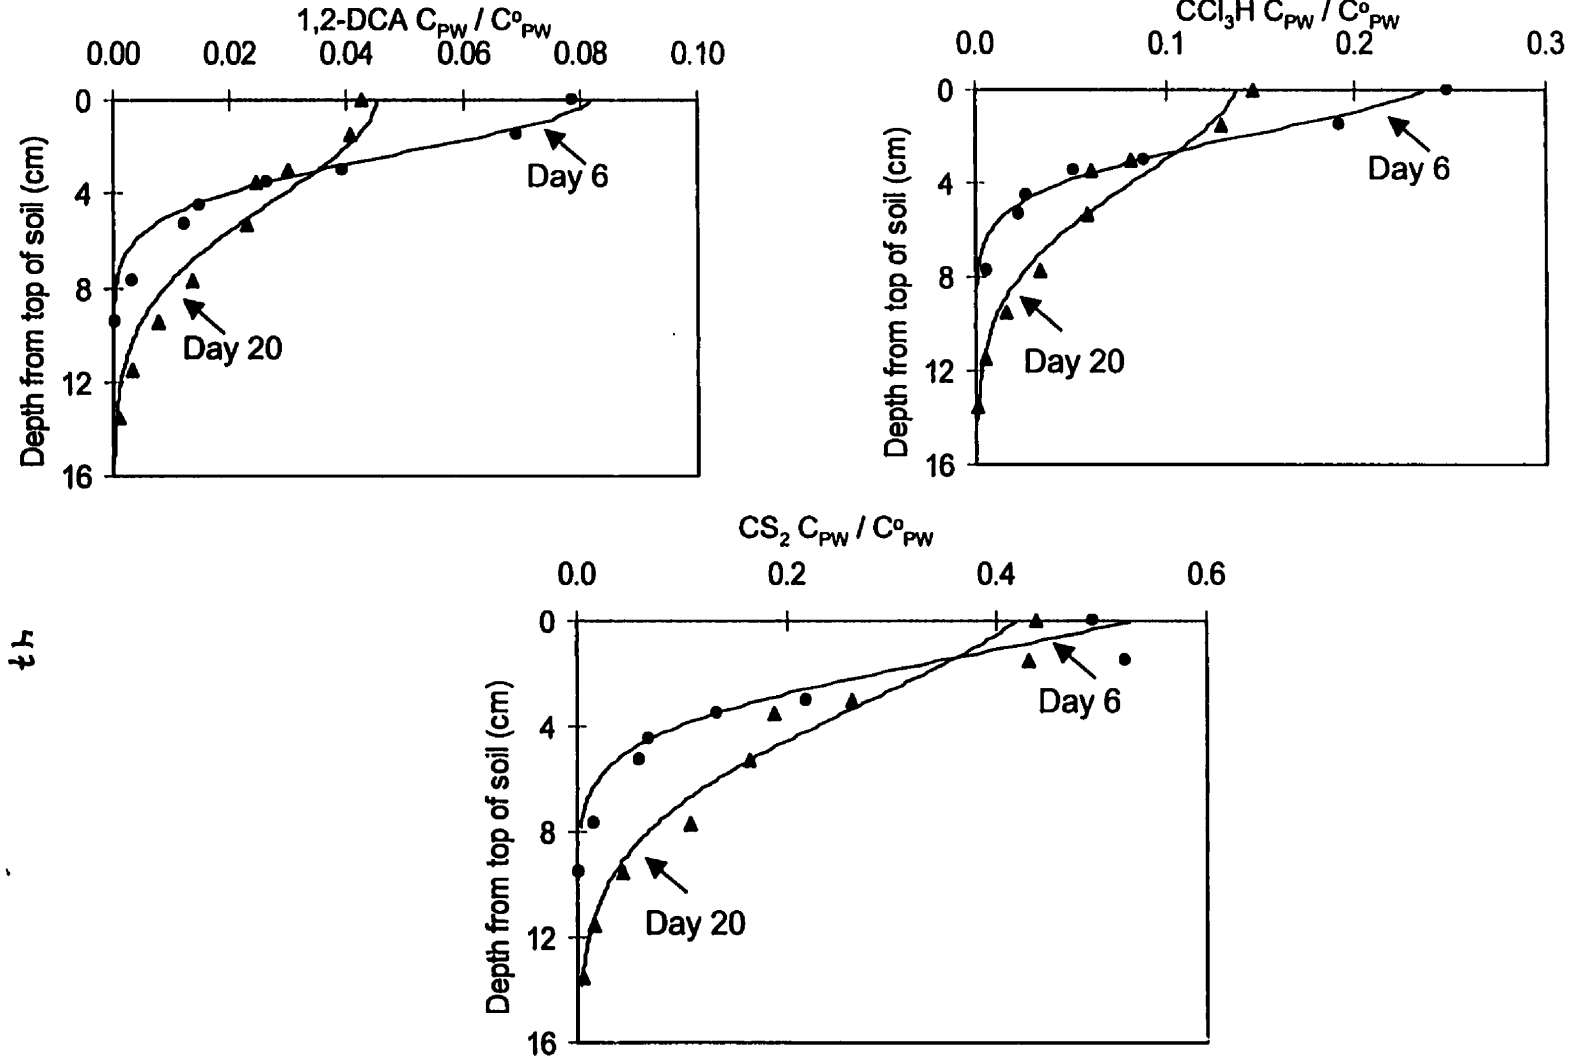 1,2-DCA C_PW / C°_PW
0.00 0.02 0.04 0.06 0.08 0.10
0
4
8
12
16
Depth from top of soil (cm)
Day 6
Day 20
CCl₃H C_PW / C°_PW
0.0 0.1 0.2 0.3
0
4
8
12
16
Depth from top of soil (cm)
Day 6
Day 20
CS₂ C_PW / C°_PW
0.0 0.2 0.4 0.6
0
4
8
12
16
Depth from top of soil (cm)
Day 6
Day 20